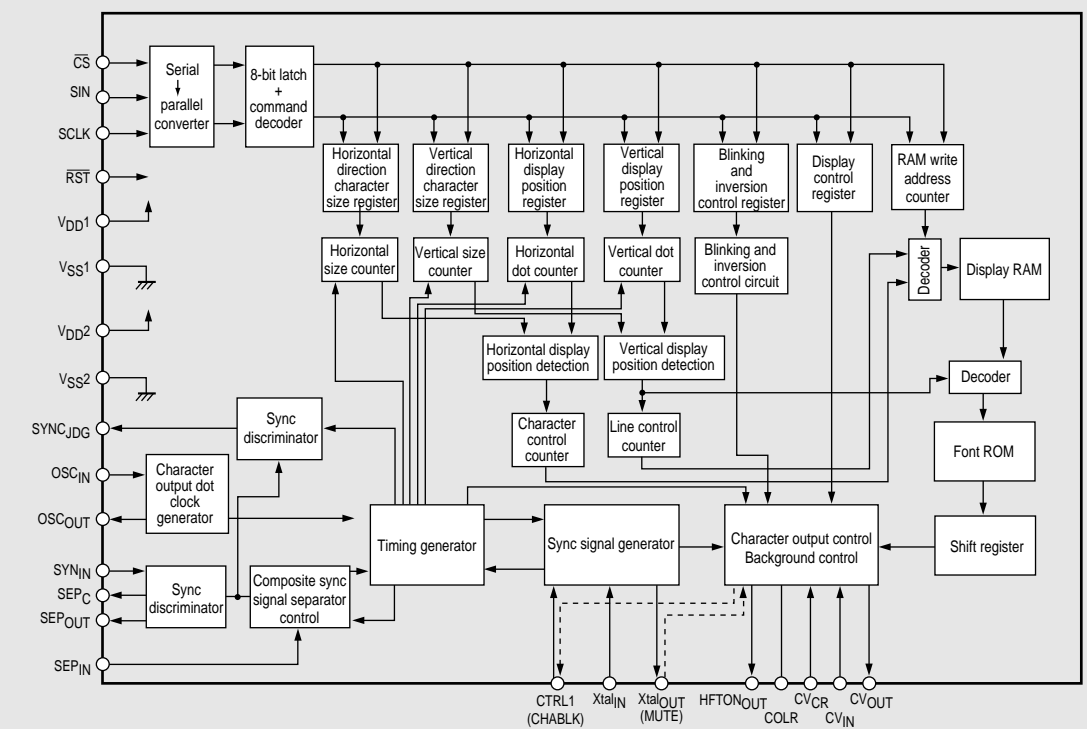 CS
SIN
SCLK
RST
VDD1
VSS1
VDD2
VSS2
SYNCJDG
OSCIN
OSCOUT
SYNIN
SEPC
SEPOUT
SEPIN
Serial
parallel
converter
8-bit latch
+
command
decoder
Horizontal
direction
character
size register
Vertical
direction
character
size register
Horizontal
display
position
register
Vertical
display
position
register
Blinking
and
inversion
control register
Display
control
register
RAM write
address
counter
Horizontal
size counter
Vertical size
counter
Horizontal
dot counter
Vertical dot
counter
Blinking and
inversion
control circuit
Decoder
Display RAM
Horizontal display
position detection
Vertical display
position detection
Decoder
Sync
discriminator
Character
control
counter
Line control
counter
Font ROM
Character
output dot
clock
generator
Timing generator
Sync signal generator
Character output control
Background control
Shift register
Sync
discriminator
Composite sync
signal separator
control
CTRL1
(CHABLK)
XtalIN
XtalOUT
(MUTE)
HFTONOUT
COLR
CVCR
CVIN
CVOUT